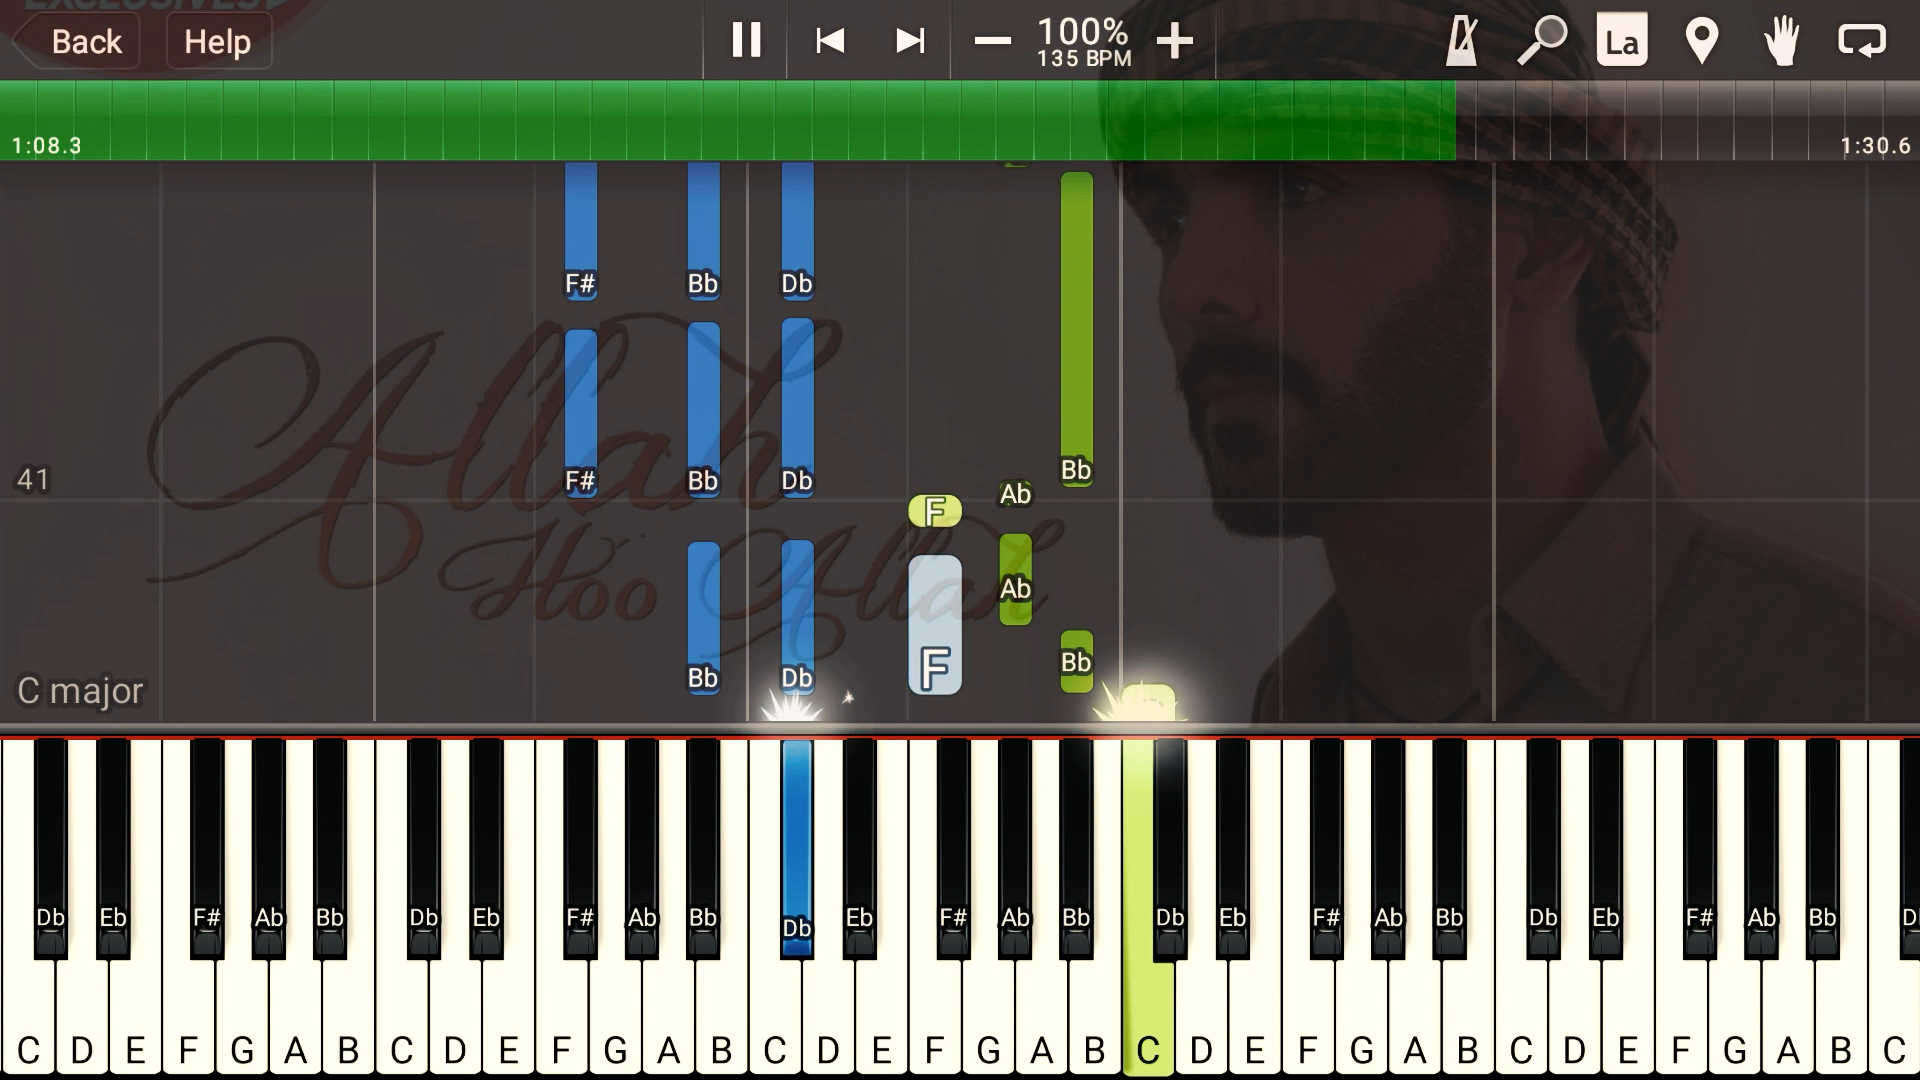 EXCLUSIVES
Back Help 100% La
135 BPM
1:08.3 1:30.6
F# Bb Db
Bb
F# Bb Db
41 Ab
F
Allah
Ab
Hoo Allah
Bb
Bb Db F
C major
Db Eb F# Ab Bb Db Eb F# Ab Bb Db Eb F# Ab Bb Db Eb F# Ab Bb Db Eb F# Ab Bb D
C D E F G A B C D E F G A B C D E F G A B C D E F G A B C D E F G A B C